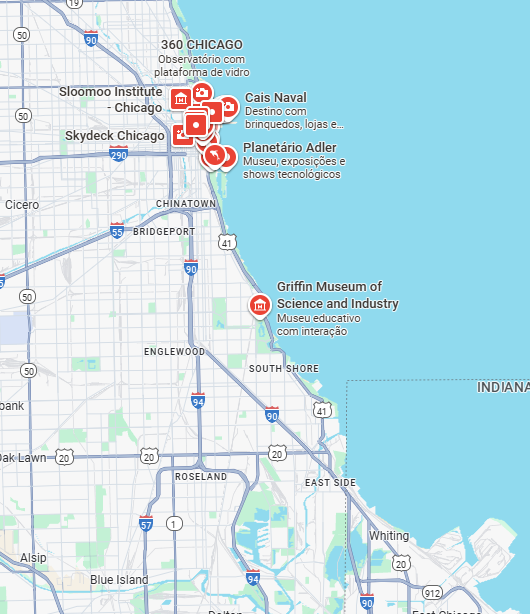 50
90
360 CHICAGO
Observatório com
plataforma de vidro
Sloomoo Institute
- Chicago
Cais Naval
Destino com
brinquedos, lojas e...
Skydeck Chicago
Planetário Adler
Museu, exposições e
shows tecnológicos
50
290
Cicero
CHINATOWN
55
BRIDGEPORT
41
90
50
Griffin Museum of
Science and Industry
Museu educativo
com interação
ENGLEWOOD
SOUTH SHORE
50
INDIANA
94
90
41
bank
Oak Lawn
20
20
20
ROSELAND
EAST SIDE
57
1
Whiting
Alsip
20
Blue Island
94
912
90
Dolton
East Chicago